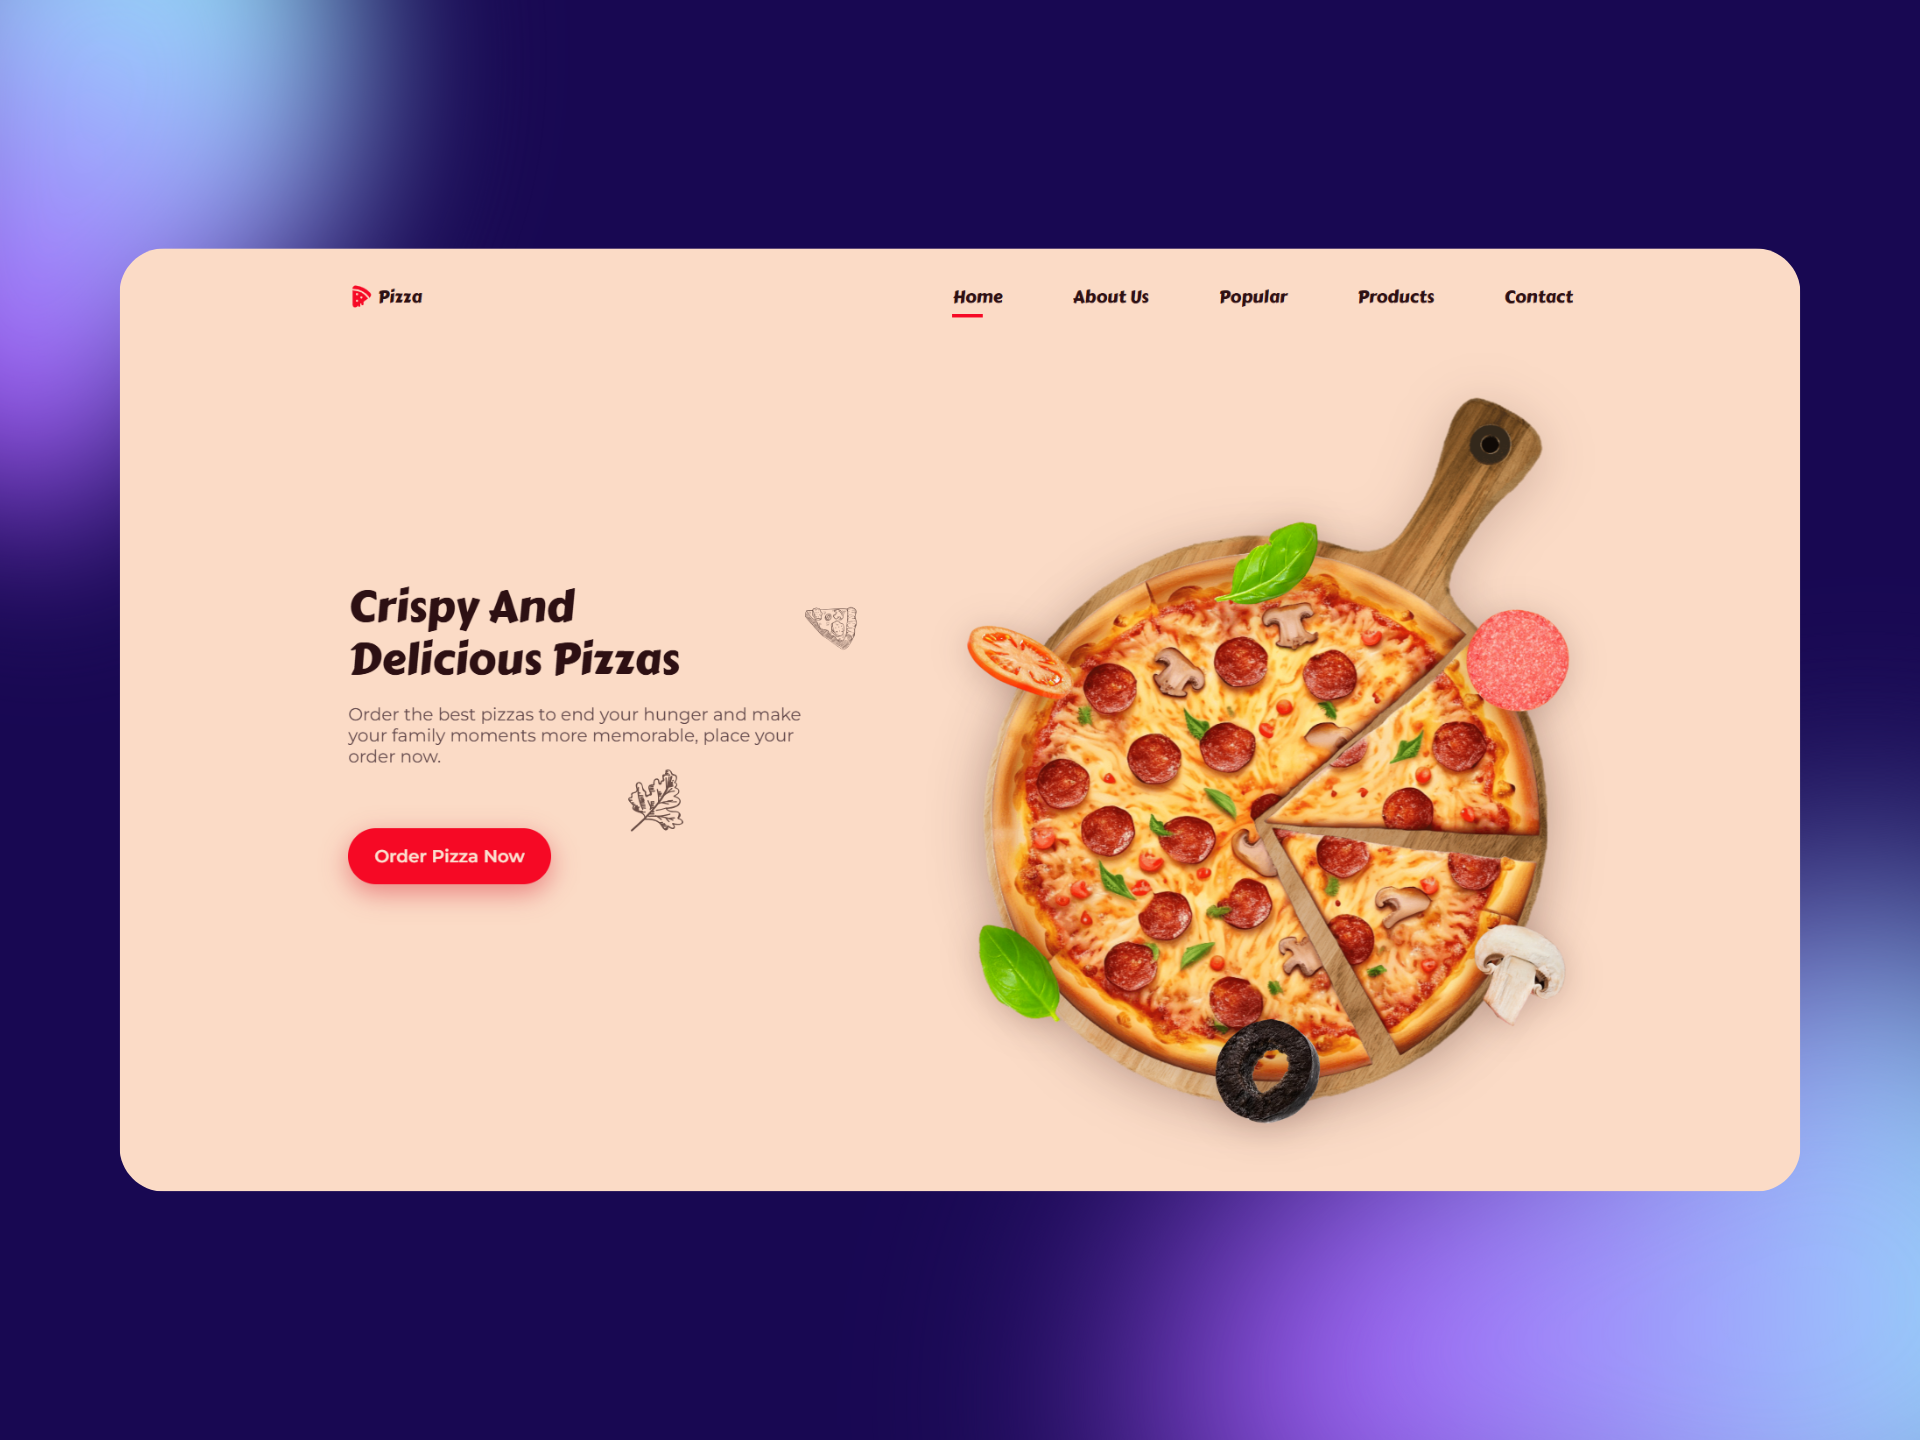 Pizza
Home
About Us
Popular
Products
Contact
Crispy And
Delicious Pizzas
Order the best pizzas to end your hunger and make
your family moments more memorable, place your
order now.
Order Pizza Now